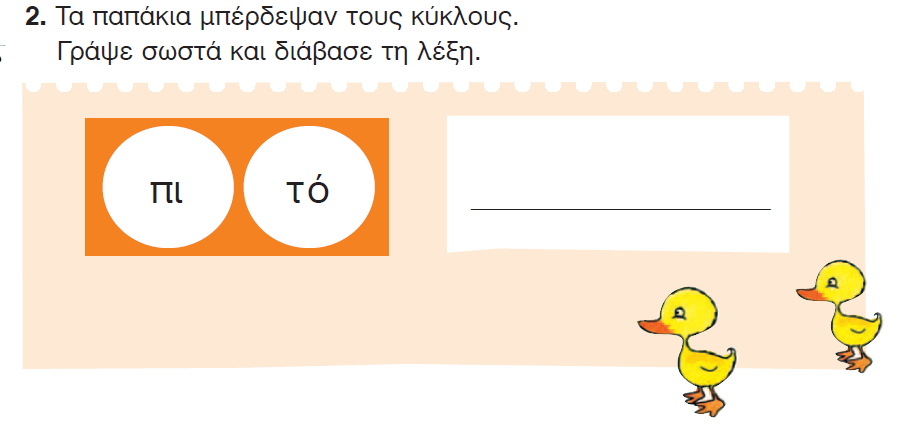 2. Τα παπάκια μπέρδεψαν τους κύκλους.
Γράψε σωστά και διάβασε τη λέξη.
πι τό